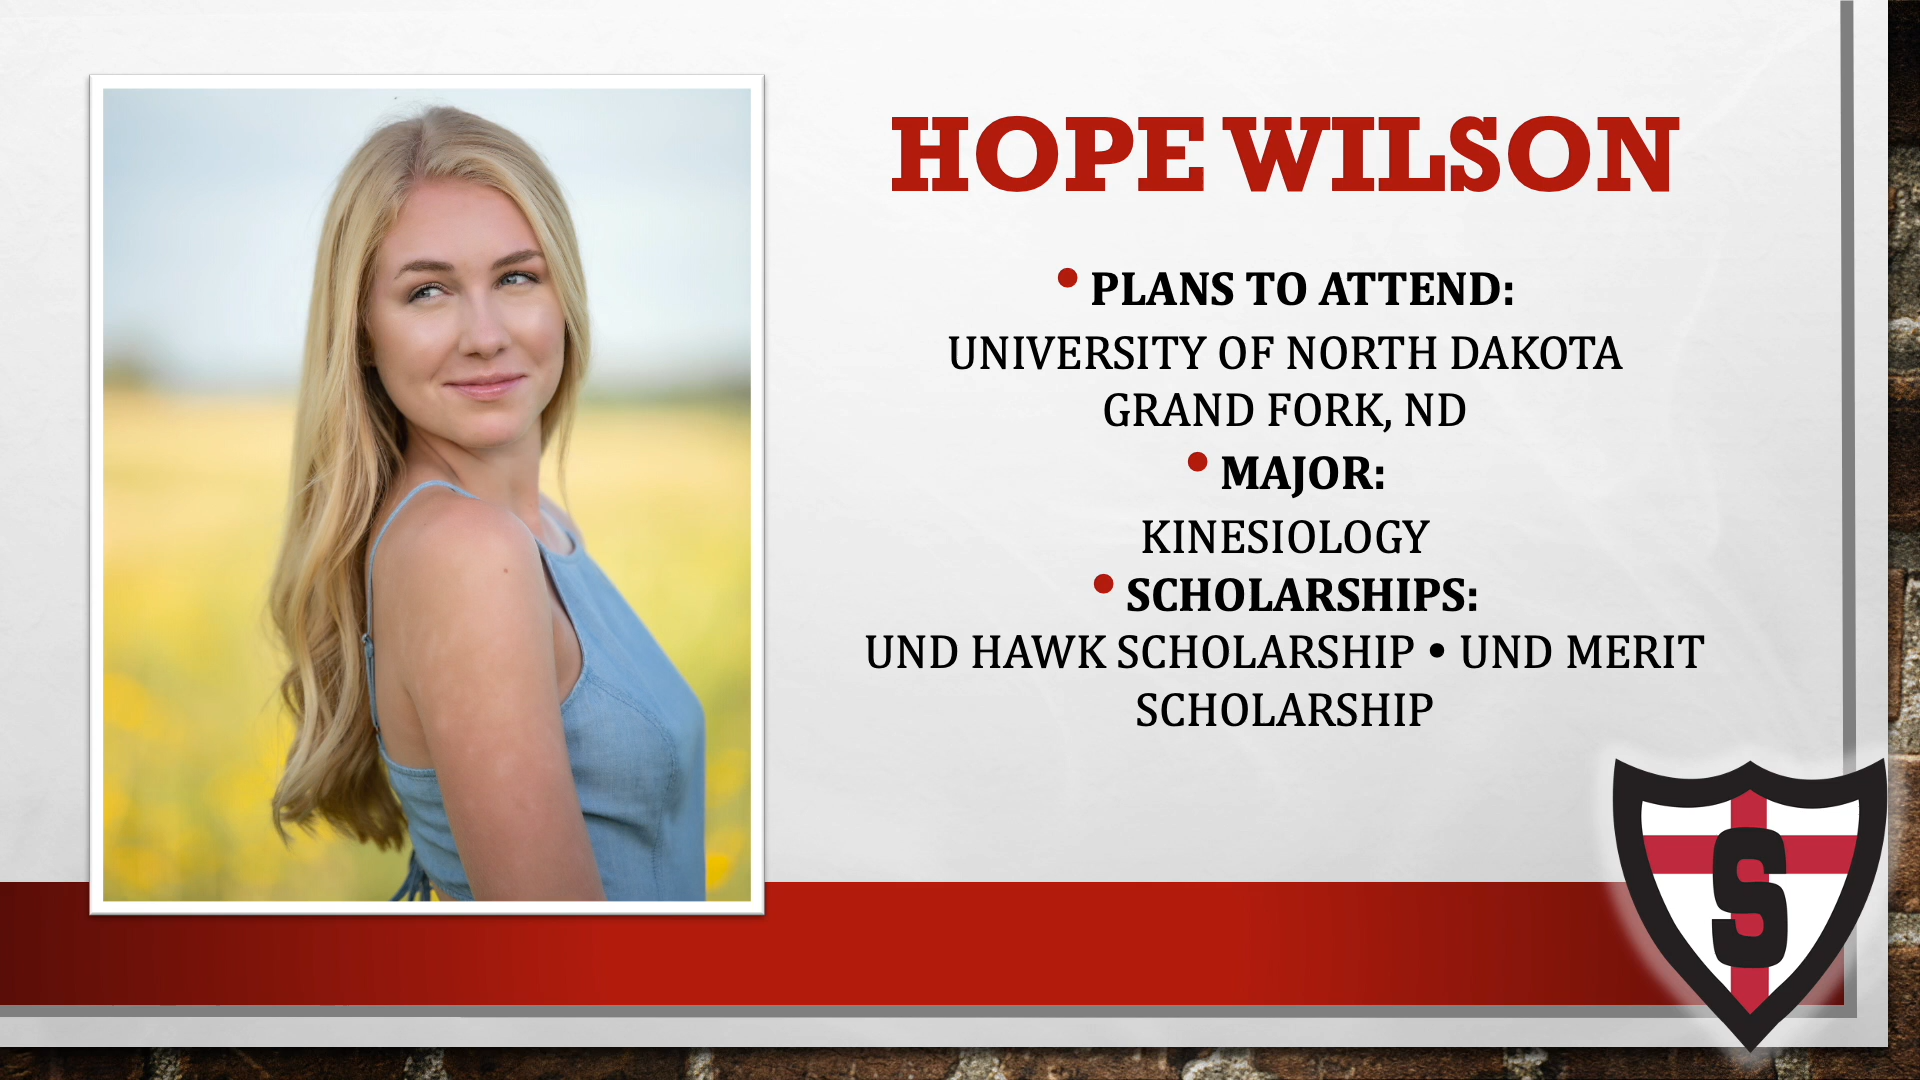 HOPE WILSON
• PLANS TO ATTEND:
UNIVERSITY OF NORTH DAKOTA
GRAND FORK, ND
• MAJOR:
KINESIOLOGY
• SCHOLARSHIPS:
UND HAWK SCHOLARSHIP • UND MERIT
SCHOLARSHIP
S